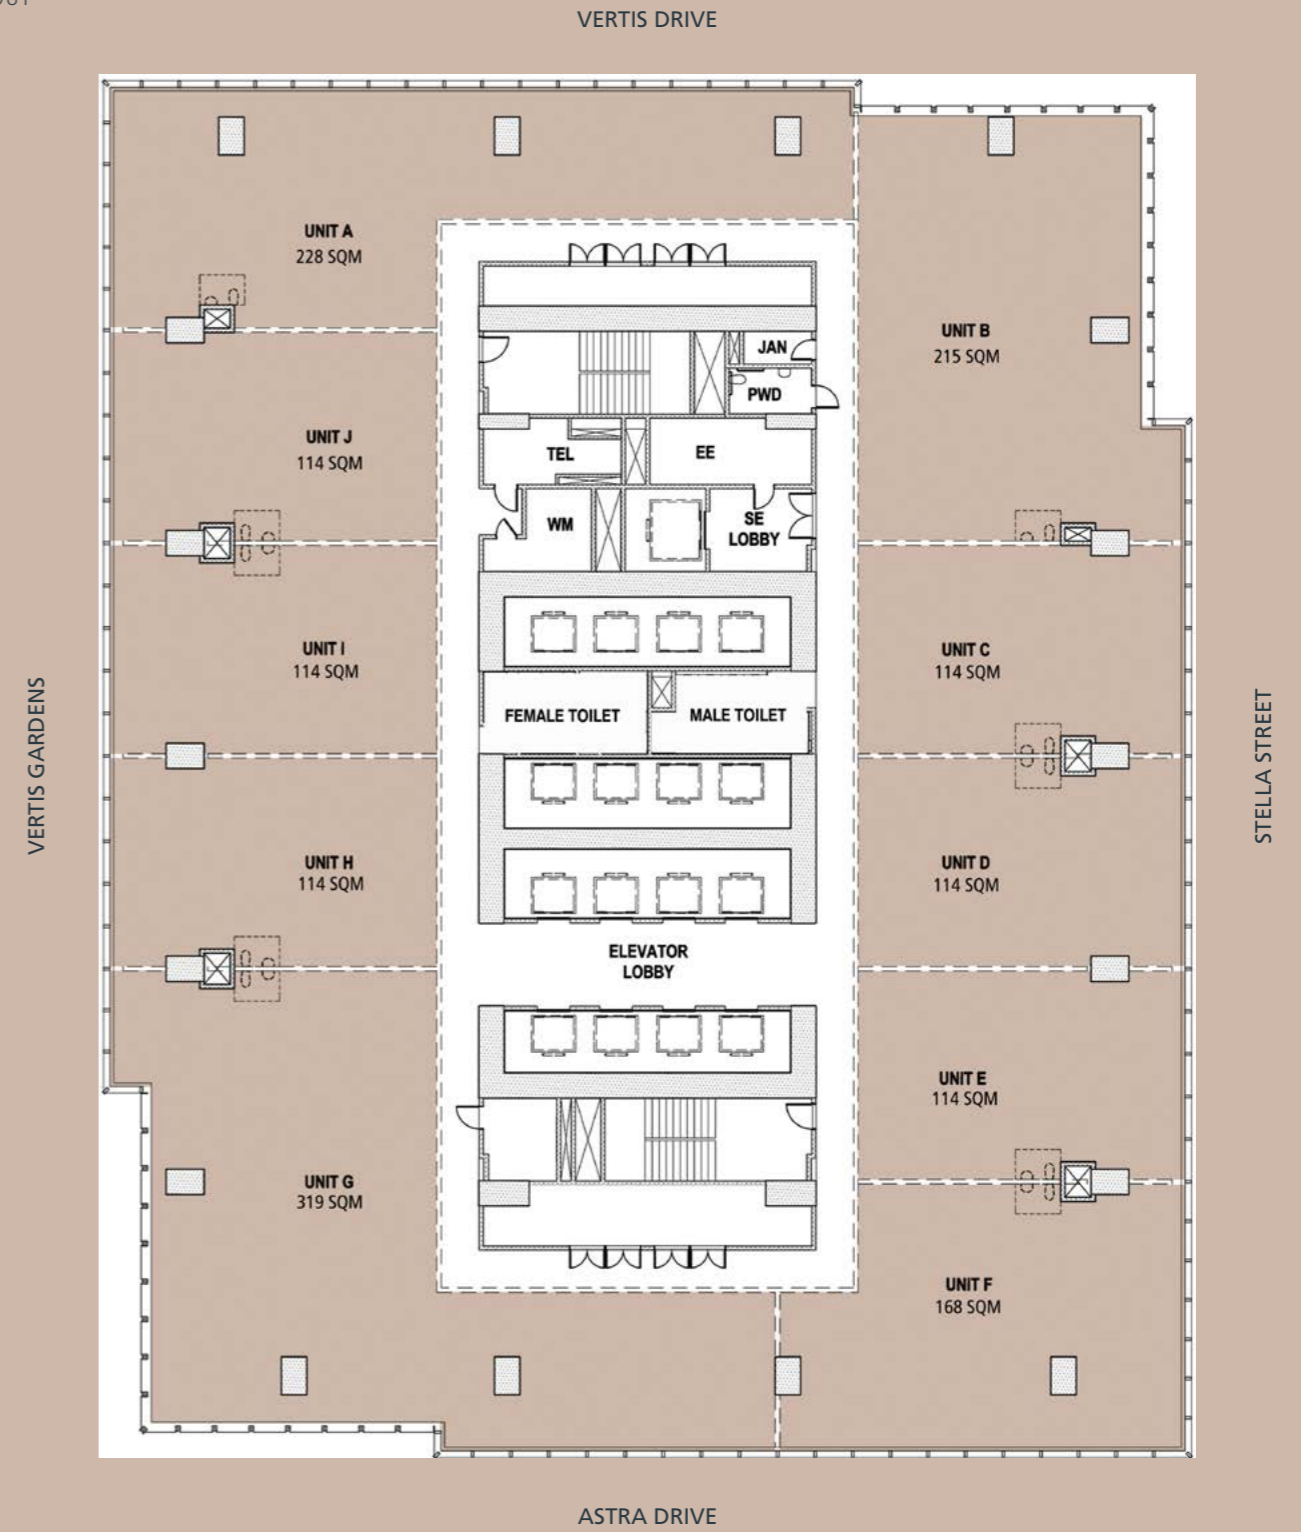 VERTIS DRIVE
UNIT A
228 SQM
UNIT B
215 SQM
JAN
PWD
UNIT J
114 SQM
TEL
EE
WM
SE
LOBBY
UNIT I
114 SQM
UNIT C
114 SQM
FEMALE TOILET
MALE TOILET
VERTIS GARDENS
STELLA STREET
UNIT H
114 SQM
UNIT D
114 SQM
ELEVATOR
LOBBY
UNIT E
114 SQM
UNIT G
319 SQM
UNIT F
168 SQM
ASTRA DRIVE